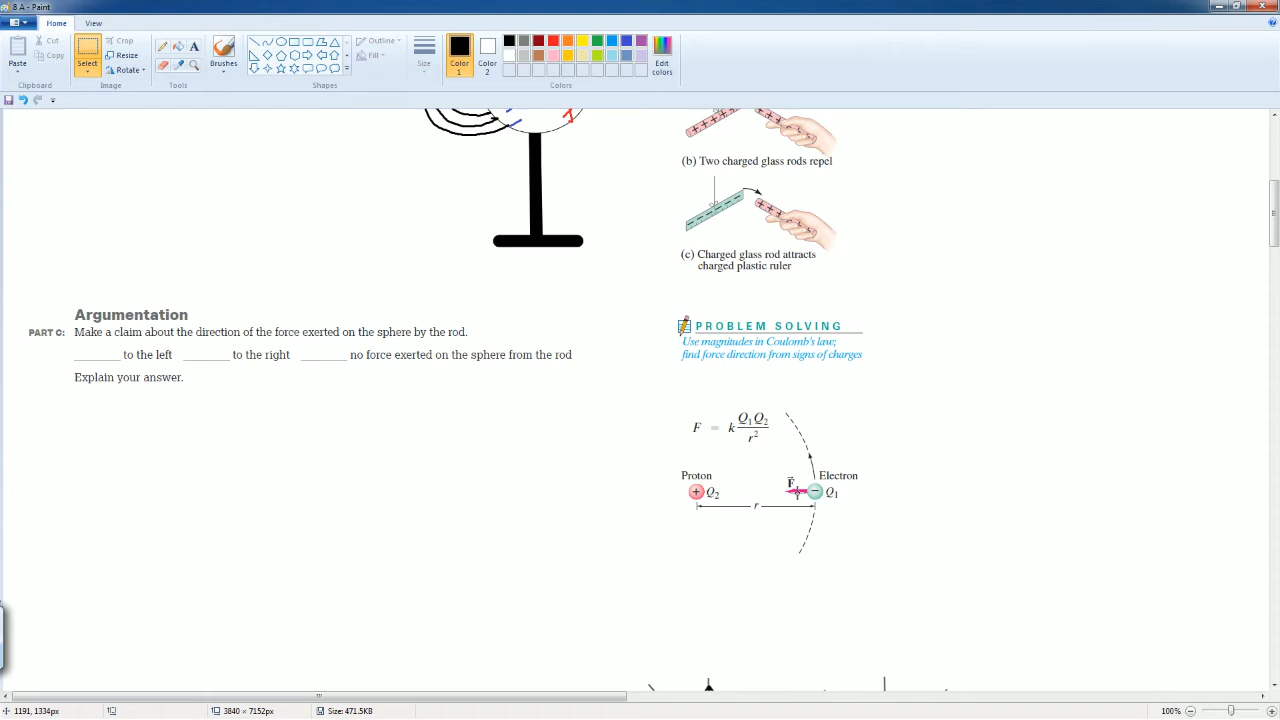 8 A - Paint
Home View
Paste
Cut
Copy
Clipboard
Select
Crop
Resize
Rotate
Image
A
Tools
Brushes
Outline
Fill
Shapes
Size
Color 1
Color 2
Edit colors
Colors
(b) Two charged glass rods repel
(c) Charged glass rod attracts
charged plastic ruler
Argumentation
PART C: Make a claim about the direction of the force exerted on the sphere by the rod.
_______ to the left _______ to the right _______ no force exerted on the sphere from the rod
Explain your answer.
PROBLEM SOLVING
Use magnitudes in Coulomb's law;
find force direction from signs of charges
F = k Q₁Q₂ / r²
Proton
Electron
F⃗
+ Q₂
− Q₁
r
1191, 1334px
3840 × 7152px
Size: 471.5KB
100%